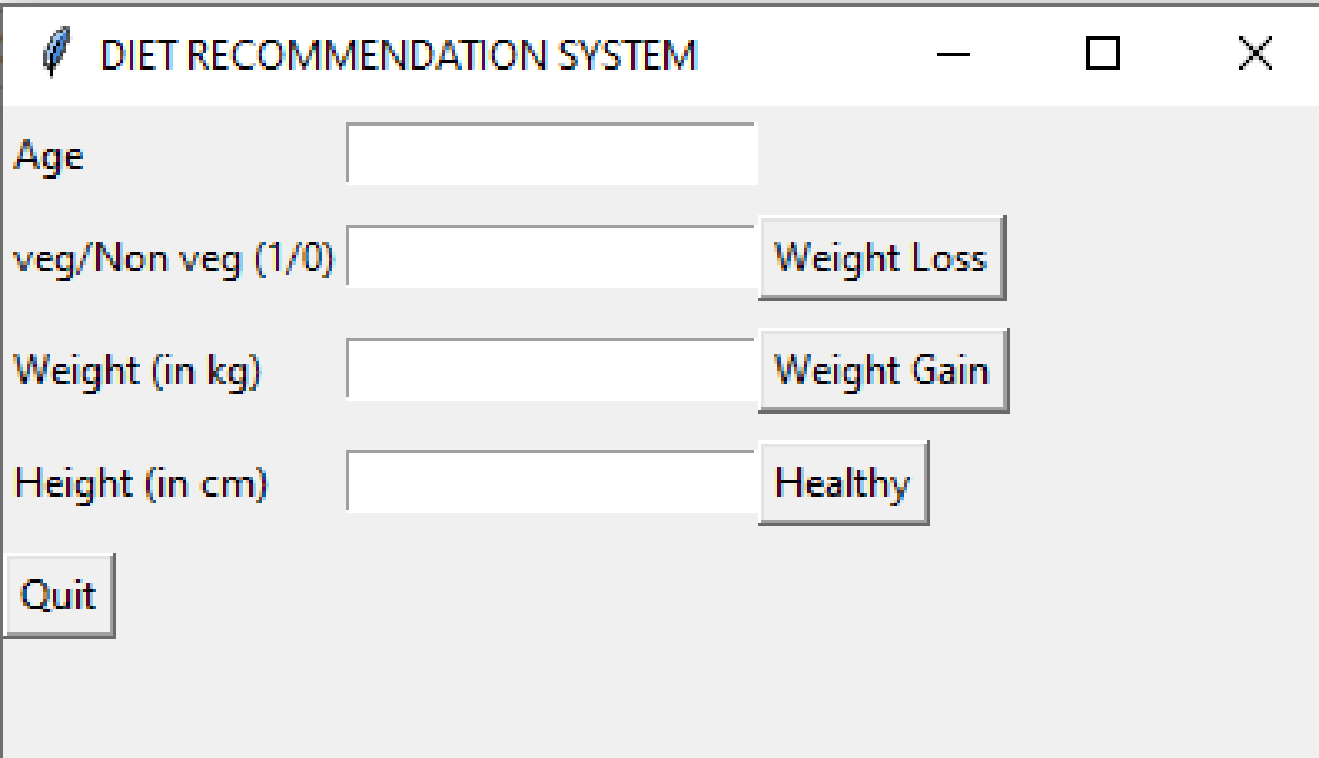 DIET RECOMMENDATION SYSTEM
Age
veg/Non veg (1/0) Weight Loss
Weight (in kg) Weight Gain
Height (in cm) Healthy
Quit